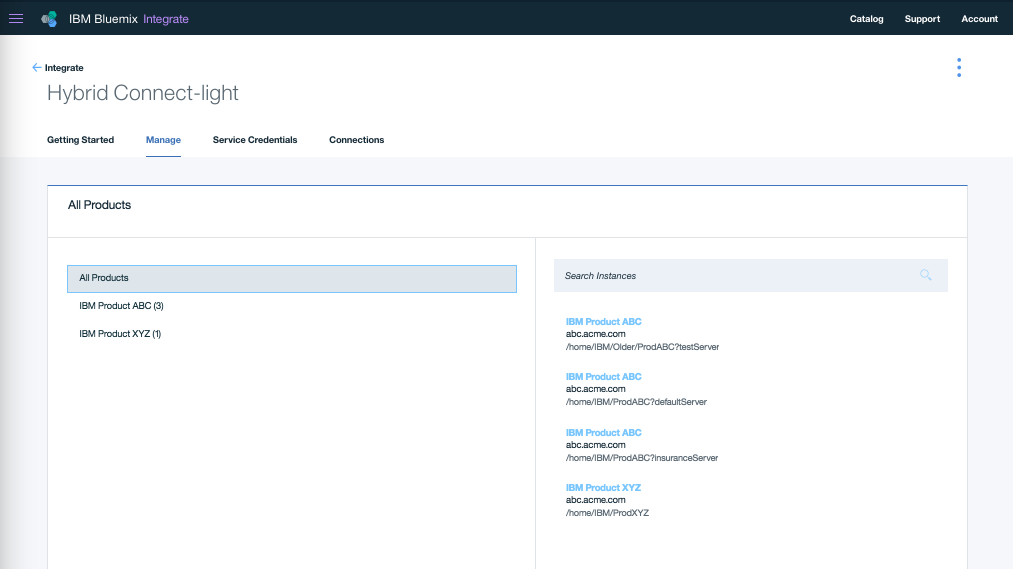 IBM Bluemix Integrate
Catalog Support Account
Integrate
Hybrid Connect-light
Getting Started Manage Service Credentials Connections
All Products
All Products
IBM Product ABC (3)
IBM Product XYZ (1)
Search Instances
IBM Product ABC
abc.acme.com
/home/IBM/Older/ProdABC?testServer
IBM Product ABC
abc.acme.com
/home/IBM/ProdABC?defaultServer
IBM Product ABC
abc.acme.com
/home/IBM/ProdABC?insuranceServer
IBM Product XYZ
abc.acme.com
/home/IBM/ProdXYZ